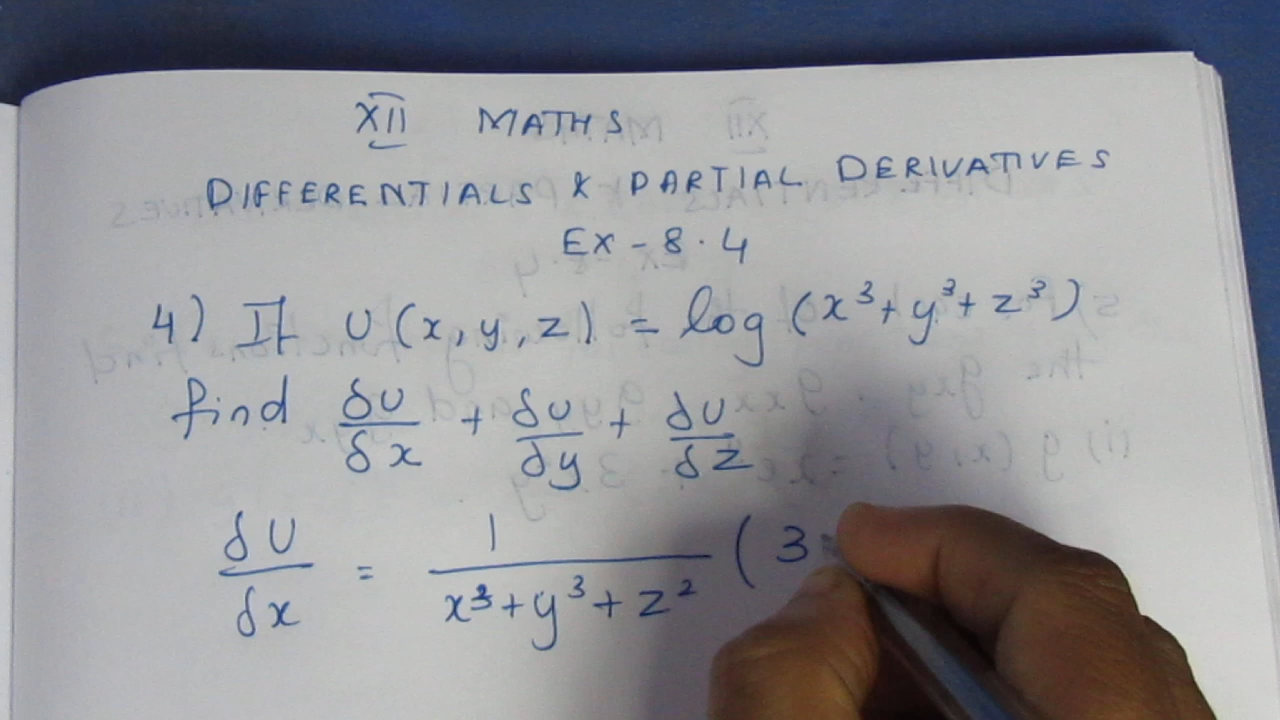 XII MATHS
DIFFERENTIALS & PARTIAL DERIVATIVES
EX - 8.4
4) If U(x, y, z) = log (x³ + y³ + z³)
find δU/δx + δU/δy + δU/δz
δU/δx = 1/(x³ + y³ + z²) (3